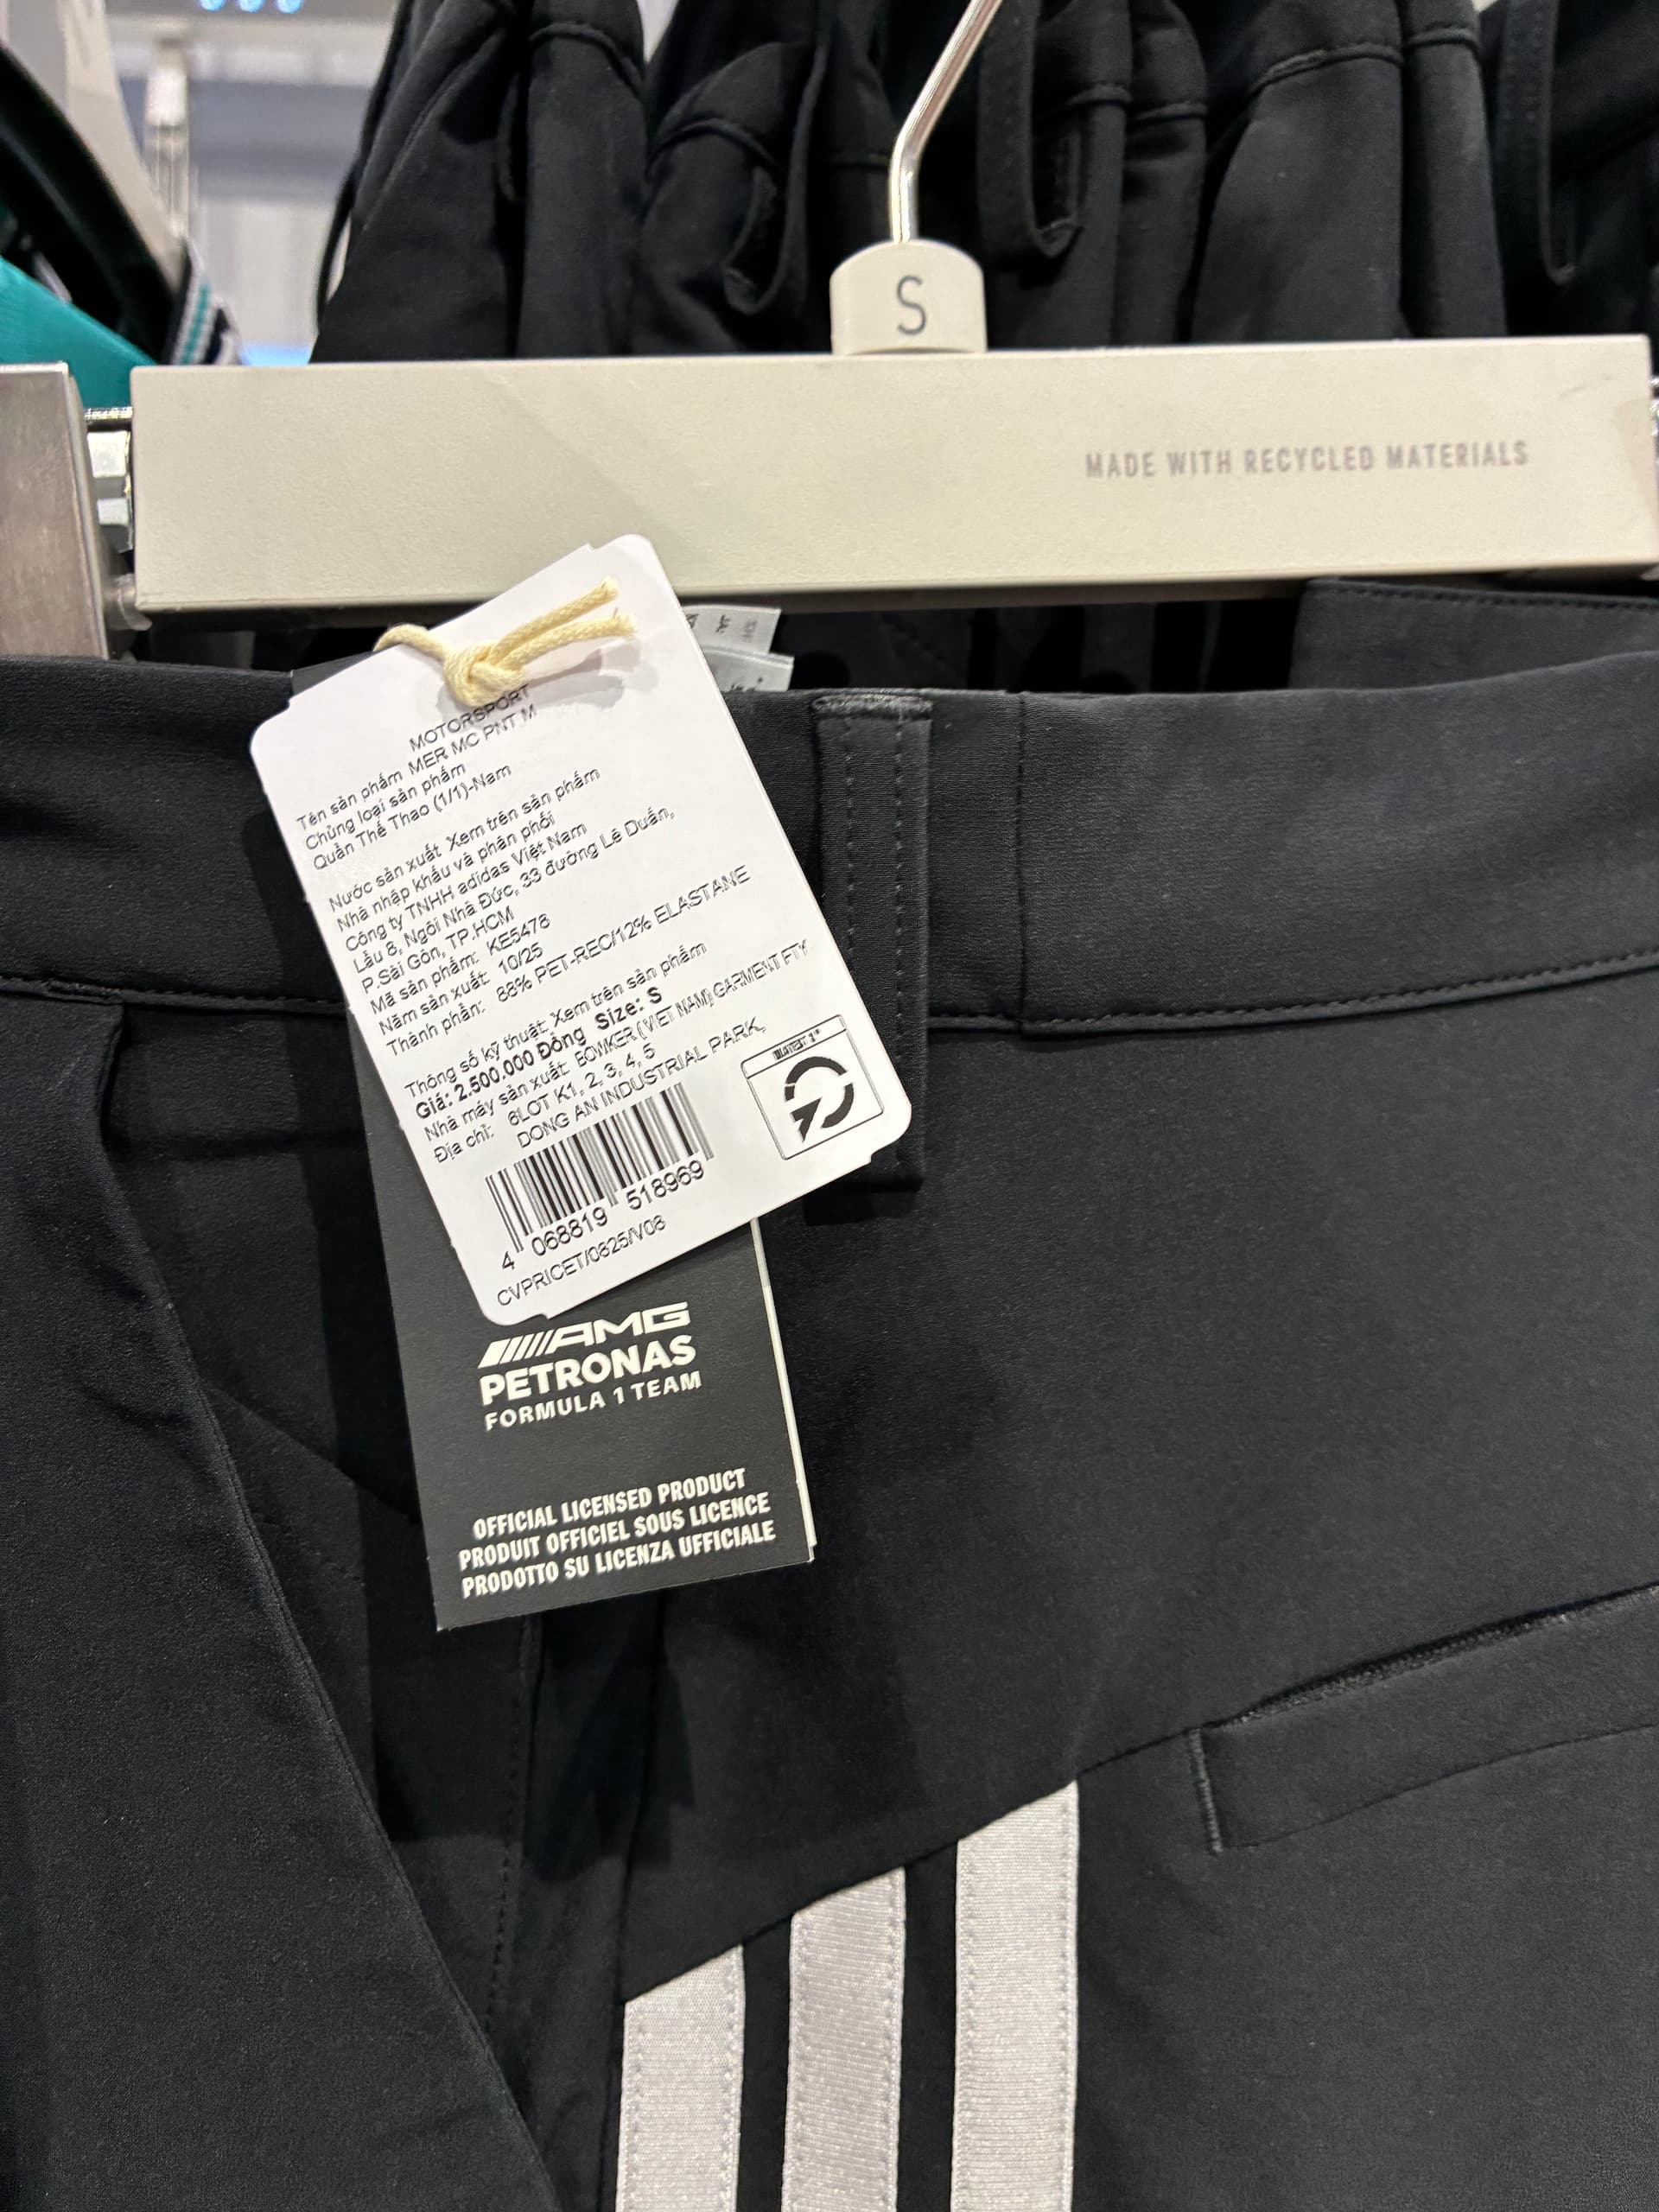 S
MADE WITH RECYCLED MATERIALS
MOTORSPORT
Tên sản phẩm MER MC PNT M
Chủng loại sản phẩm
Quần Thể Thao (1/1)-Nam
Nước sản xuất Xem trên sản phẩm
Nhà nhập khẩu và phân phối
Công ty TNHH adidas Việt Nam
Lầu 8, Ngôi Nhà Đức, 33 đường Lê Duẩn,
P.Sài Gòn, TP.HCM
Mã sản phẩm: KE5478
Năm sản xuất: 10/25
Thành phần: 88% PET-REC/12% ELASTANE
Thông số kỹ thuật: Xem trên sản phẩm
Giá: 2.500.000 Đồng Size: S
Nhà máy sản xuất: BOWKER (VIET NAM) GARMENT FTY
Địa chỉ: 6LOT K1, 2, 3, 4, 5
DONG AN INDUSTRIAL PARK,
4 068819 518969
CVPRICET/0825/V08
AMG
PETRONAS
FORMULA 1 TEAM
OFFICIAL LICENSED PRODUCT
PRODUIT OFFICIEL SOUS LICENCE
PRODOTTO SU LICENZA UFFICIALE